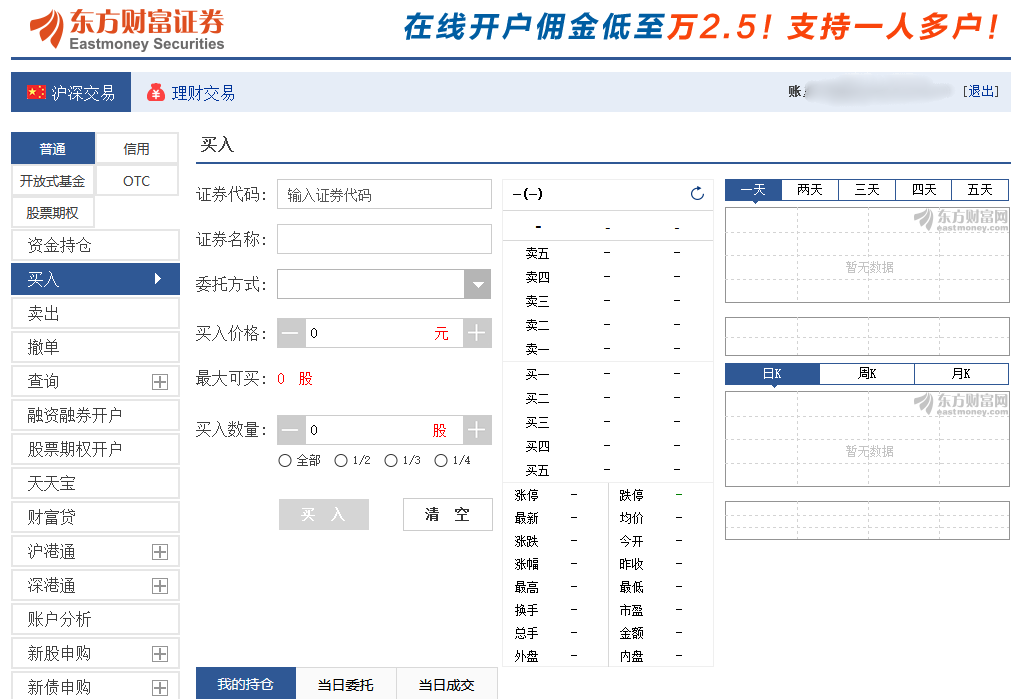 东方财富证券
Eastmoney Securities
在线开户佣金低至万2.5！支持一人多户！
沪深交易
理财交易
账
[退出]
普通
信用
开放式基金
OTC
股票期权
资金持仓
买入
卖出
撤单
查询
融资融券开户
股票期权开户
天天宝
财富贷
沪港通
深港通
账户分析
新股申购
新债申购
买入
证券代码：
输入证券代码
证券名称：
委托方式：
买入价格：
0
元
最大可买：
0 股
买入数量：
0
股
全部
1/2
1/3
1/4
买 入
清 空
–(–)
- - -
卖五 – –
卖四 – –
卖三 – –
卖二 – –
卖一 – –
买一 – –
买二 – –
买三 – –
买四 – –
买五 – –
涨停 – 跌停 –
最新 – 均价 –
涨跌 – 今开 –
涨幅 – 昨收 –
最高 – 最低 –
换手 – 市盈 –
总手 – 金额 –
外盘 – 内盘 –
一天
两天
三天
四天
五天
东方财富网
eastmoney.com
暂无数据
日K
周K
月K
东方财富网
eastmoney.com
暂无数据
我的持仓
当日委托
当日成交